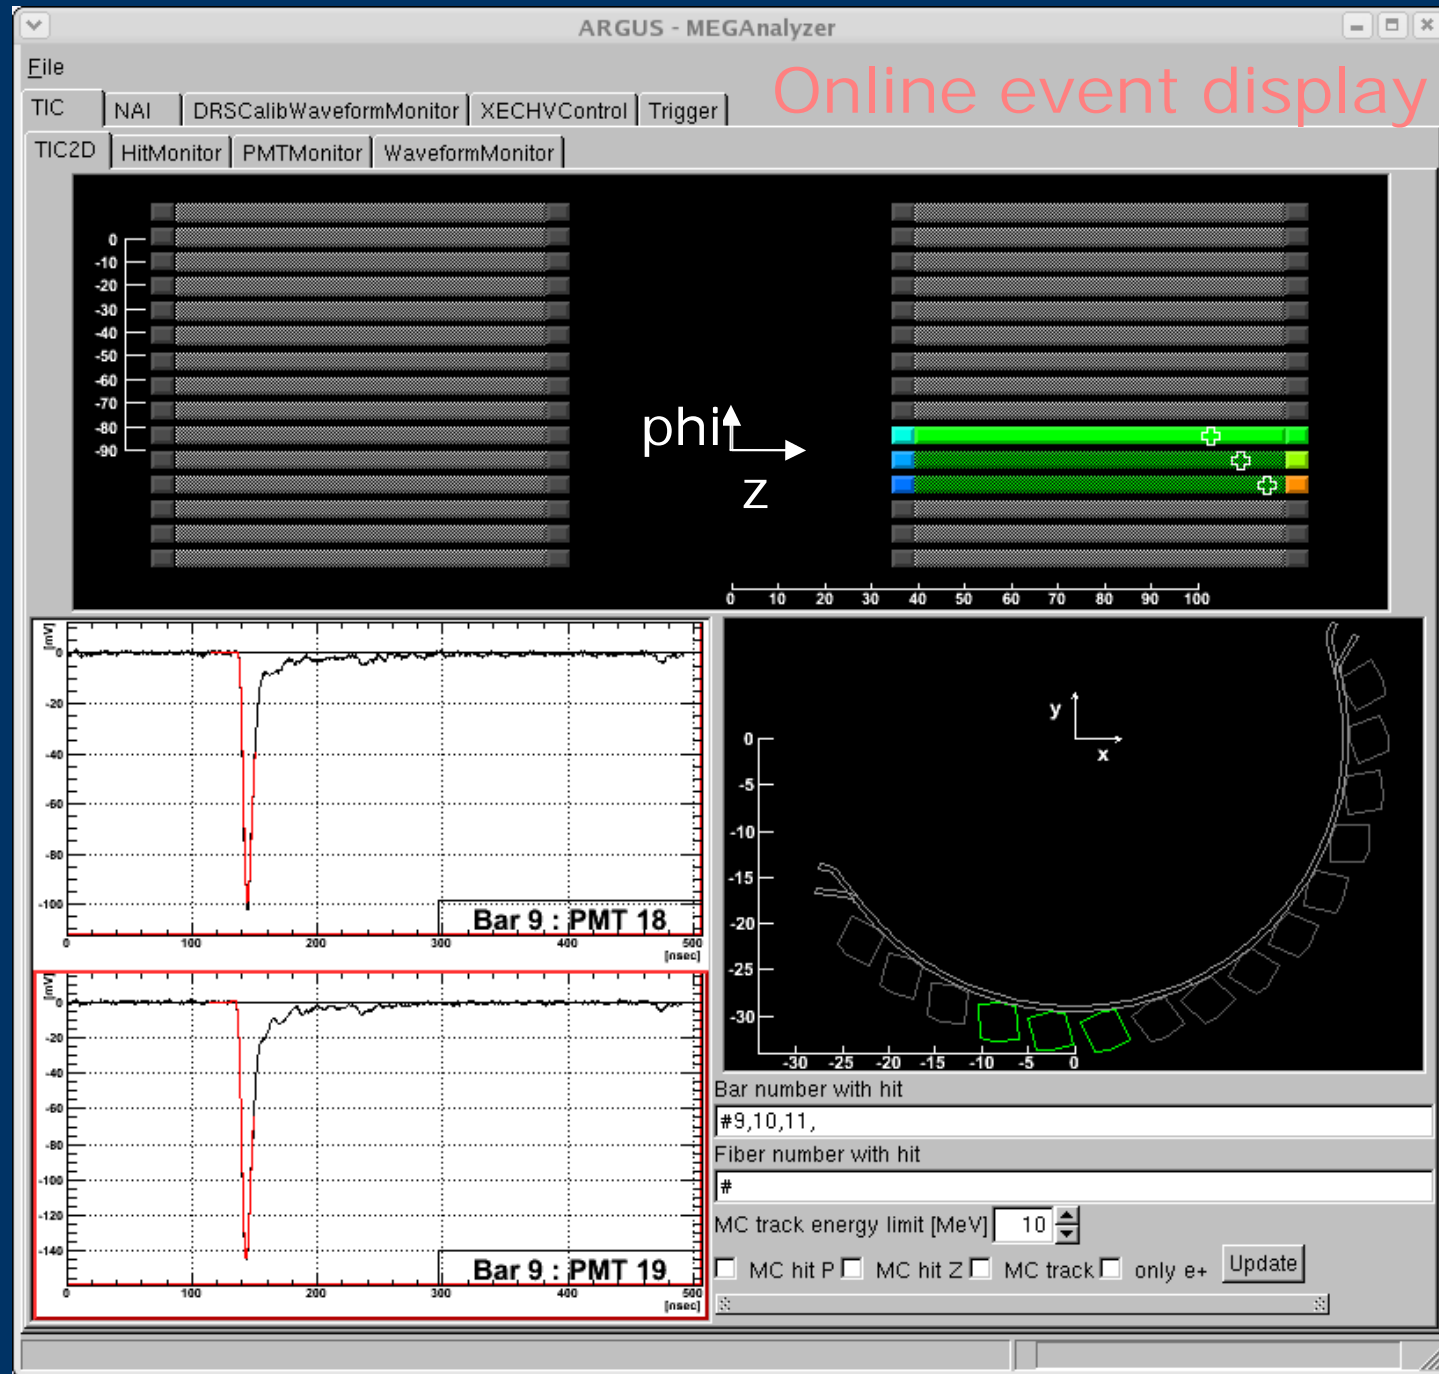 ARGUS - MEGAnalyzer
File
Online event display
TIC NAI DRSCalibWaveformMonitor XECHVControl Trigger
TIC2D HitMonitor PMTMonitor WaveformMonitor
0
-10
-20
-30
-40
-50
-60
-70
-80
-90
phi
z
0 10 20 30 40 50 60 70 80 90 100
[mV]
0
-20
-40
-60
-80
-100
Bar 9 : PMT 18
0 100 200 300 400 500
[nsec]
[mV]
0
-20
-40
-60
-80
-100
-120
-140
Bar 9 : PMT 19
0 100 200 300 400 500
[nsec]
y
x
0
-5
-10
-15
-20
-25
-30
-30 -25 -20 -15 -10 -5 0
Bar number with hit
#9,10,11,
Fiber number with hit
#
MC track energy limit [MeV] 10
MC hit P MC hit Z MC track only e+ Update